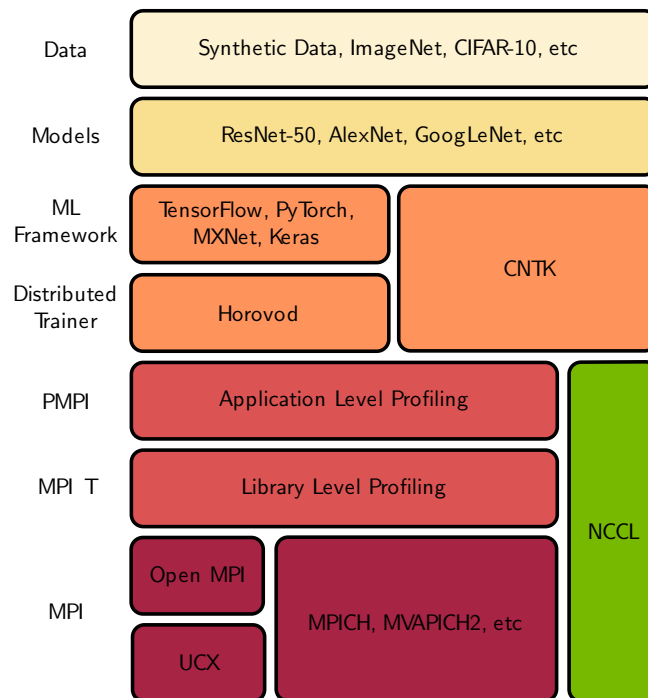 Data
Synthetic Data, ImageNet, CIFAR-10, etc
Models
ResNet-50, AlexNet, GoogLeNet, etc
ML
Framework
TensorFlow, PyTorch,
MXNet, Keras
CNTK
Distributed
Trainer
Horovod
PMPI
Application Level Profiling
MPI T
Library Level Profiling
NCCL
MPI
Open MPI
MPICH, MVAPICH2, etc
UCX